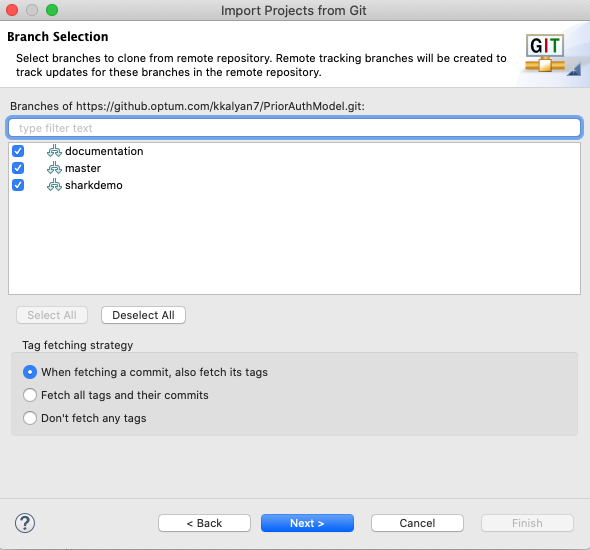 Import Projects from Git
Branch Selection
Select branches to clone from remote repository. Remote tracking branches will be created to
track updates for these branches in the remote repository.
GIT
Branches of https://github.optum.com/kkalyan7/PriorAuthModel.git:
type filter text
documentation
master
sharkdemo
Select All
Deselect All
Tag fetching strategy
When fetching a commit, also fetch its tags
Fetch all tags and their commits
Don't fetch any tags
?
< Back
Next >
Cancel
Finish